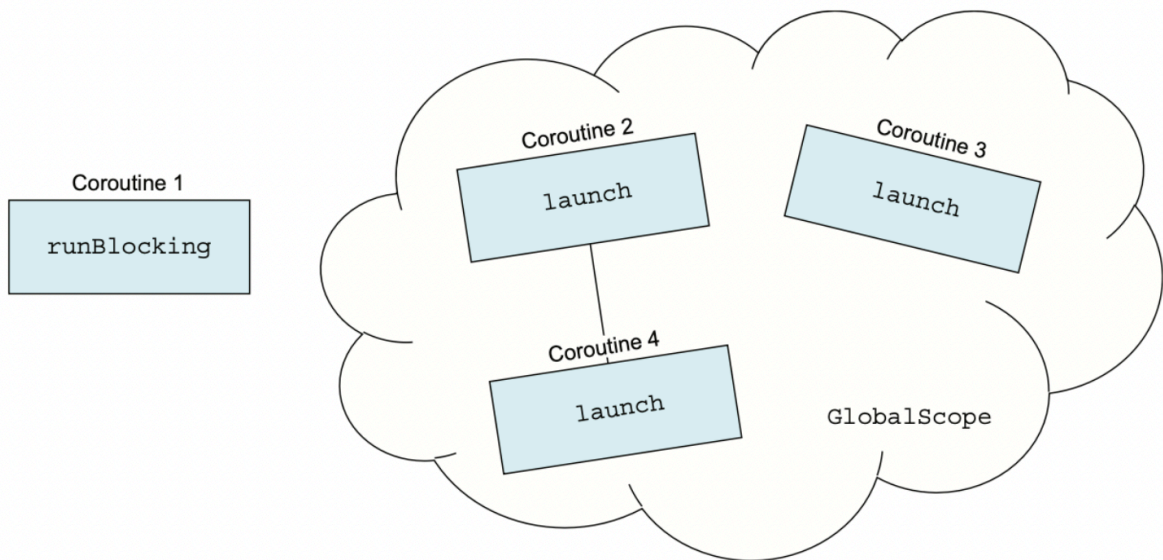 Coroutine 1
runBlocking
Coroutine 2
launch
Coroutine 3
launch
Coroutine 4
launch
GlobalScope